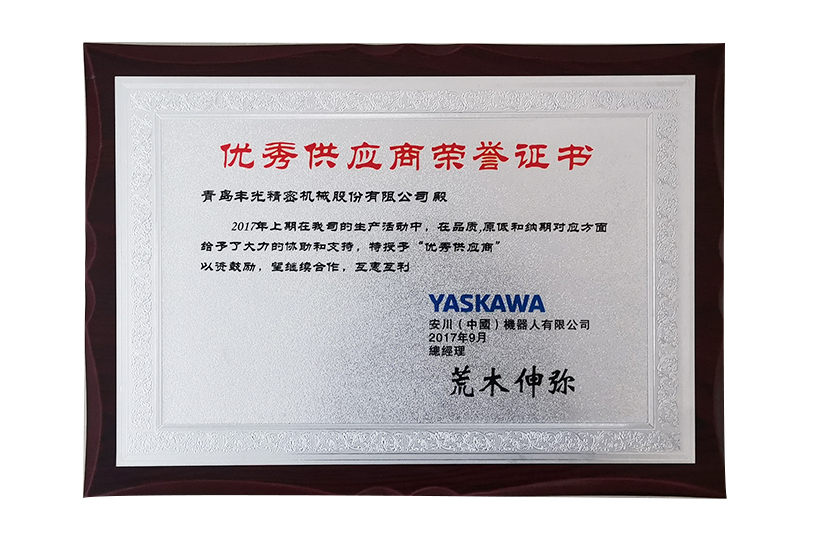 优秀供应商荣誉证书
青岛丰光精密机械股份有限公司殿
2017年上期在我司的生产活动中，在品质,原低和纳期对应方面
给予了大力的协助和支持，特授予“优秀供应商”
以资鼓励，望继续合作，互惠互利
YASKAWA
安川（中國）機器人有限公司
2017年9月
總經理
荒木伸弥